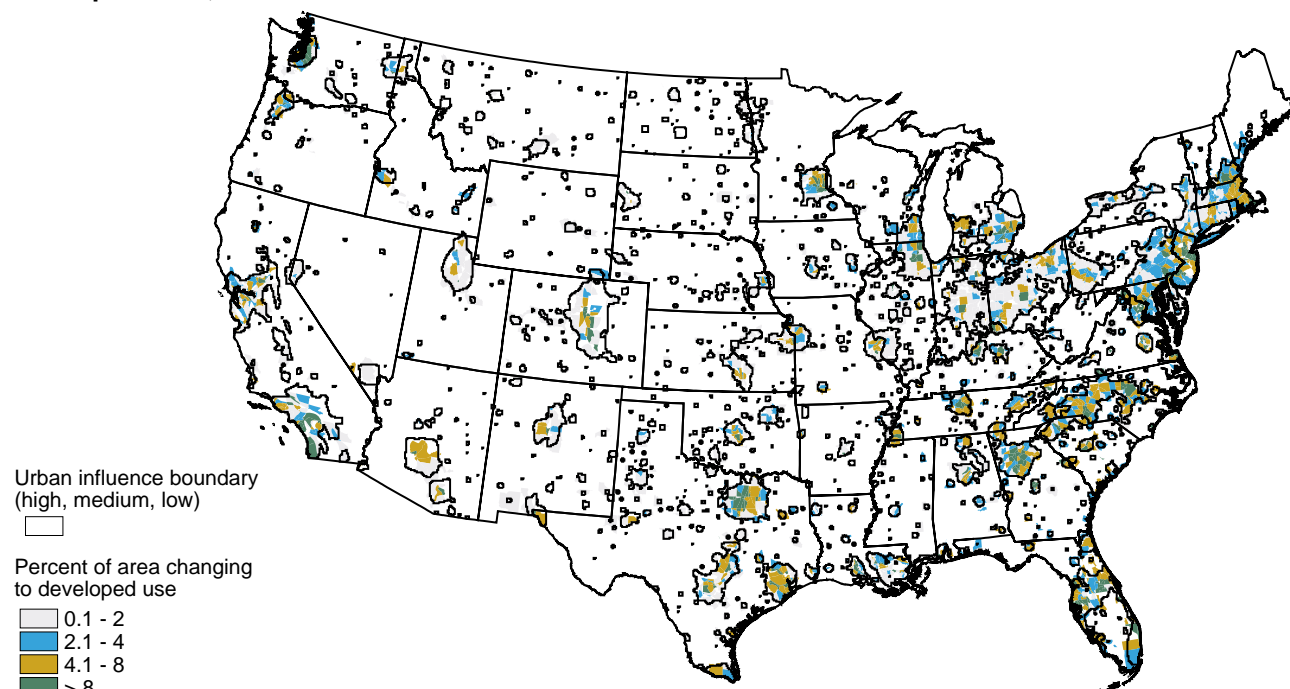 Urban influence boundary
(high, medium, low)
Percent of area changing
to developed use
0.1 - 2
2.1 - 4
4.1 - 8
> 8